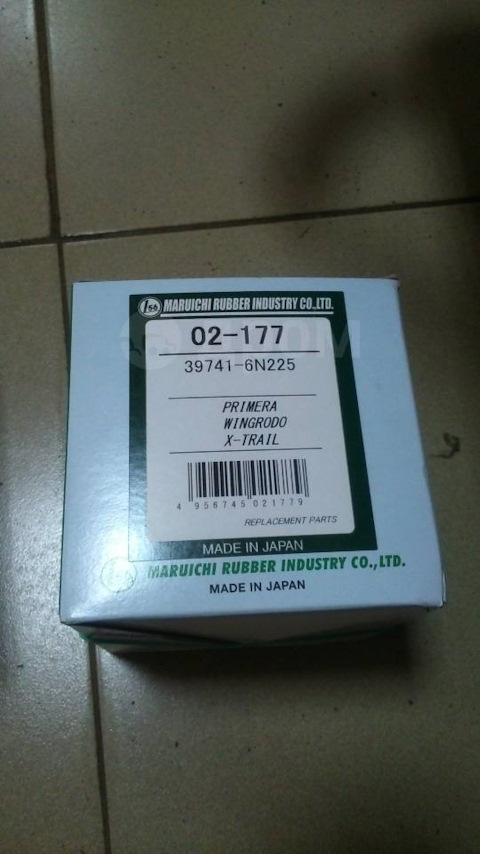 MARUICHI RUBBER INDUSTRY CO.,LTD.
02-177
39741-6N225
PRIMERA
WINGRODO
X-TRAIL
4 956745 021779
REPLACEMENT PARTS
MADE IN JAPAN
MARUICHI RUBBER INDUSTRY CO.,LTD.
MADE IN JAPAN